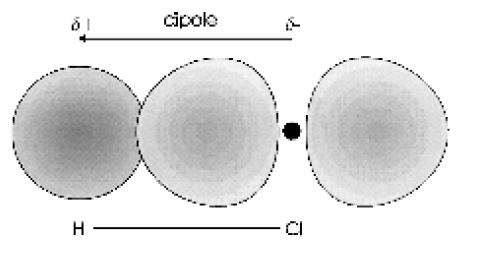 δ+ dipole δ-
H Cl